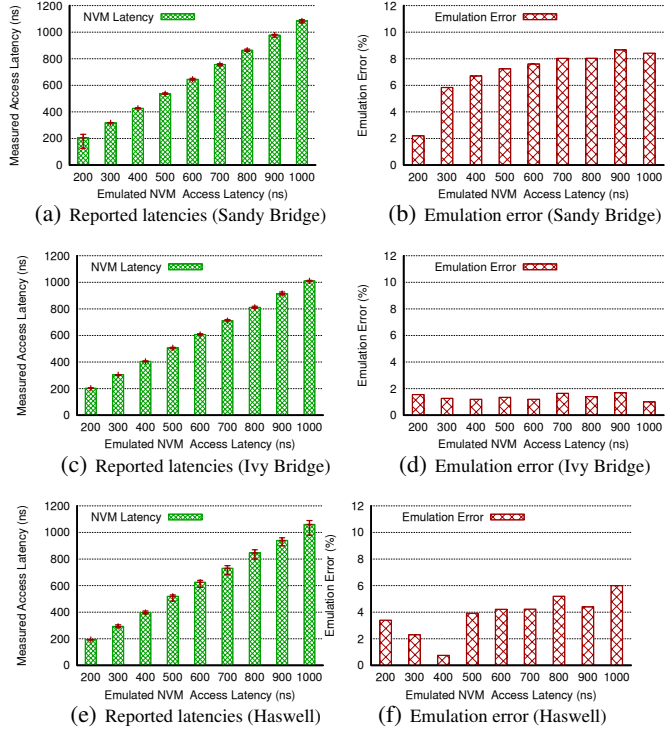 1200
1000
800
600
400
200
0
Measured Access Latency (ns)
NVM Latency
200 300 400 500 600 700 800 900 1000
Emulated NVM Access Latency (ns)
(a) Reported latencies (Sandy Bridge)
12
10
8
6
4
2
0
Emulation Error (%)
Emulation Error
200 300 400 500 600 700 800 900 1000
Emulated NVM Access Latency (ns)
(b) Emulation error (Sandy Bridge)
1200
1000
800
600
400
200
0
Measured Access Latency (ns)
NVM Latency
200 300 400 500 600 700 800 900 1000
Emulated NVM Access Latency (ns)
(c) Reported latencies (Ivy Bridge)
12
10
8
6
4
2
0
Emulation Error (%)
Emulation Error
200 300 400 500 600 700 800 900 1000
Emulated NVM Access Latency (ns)
(d) Emulation error (Ivy Bridge)
1200
1000
800
600
400
200
0
Measured Access Latency (ns)
NVM Latency
200 300 400 500 600 700 800 900 1000
Emulated NVM Access Latency (ns)
(e) Reported latencies (Haswell)
12
10
8
6
4
2
0
Emulation Error (%)
Emulation Error
200 300 400 500 600 700 800 900 1000
Emulated NVM Access Latency (ns)
(f) Emulation error (Haswell)